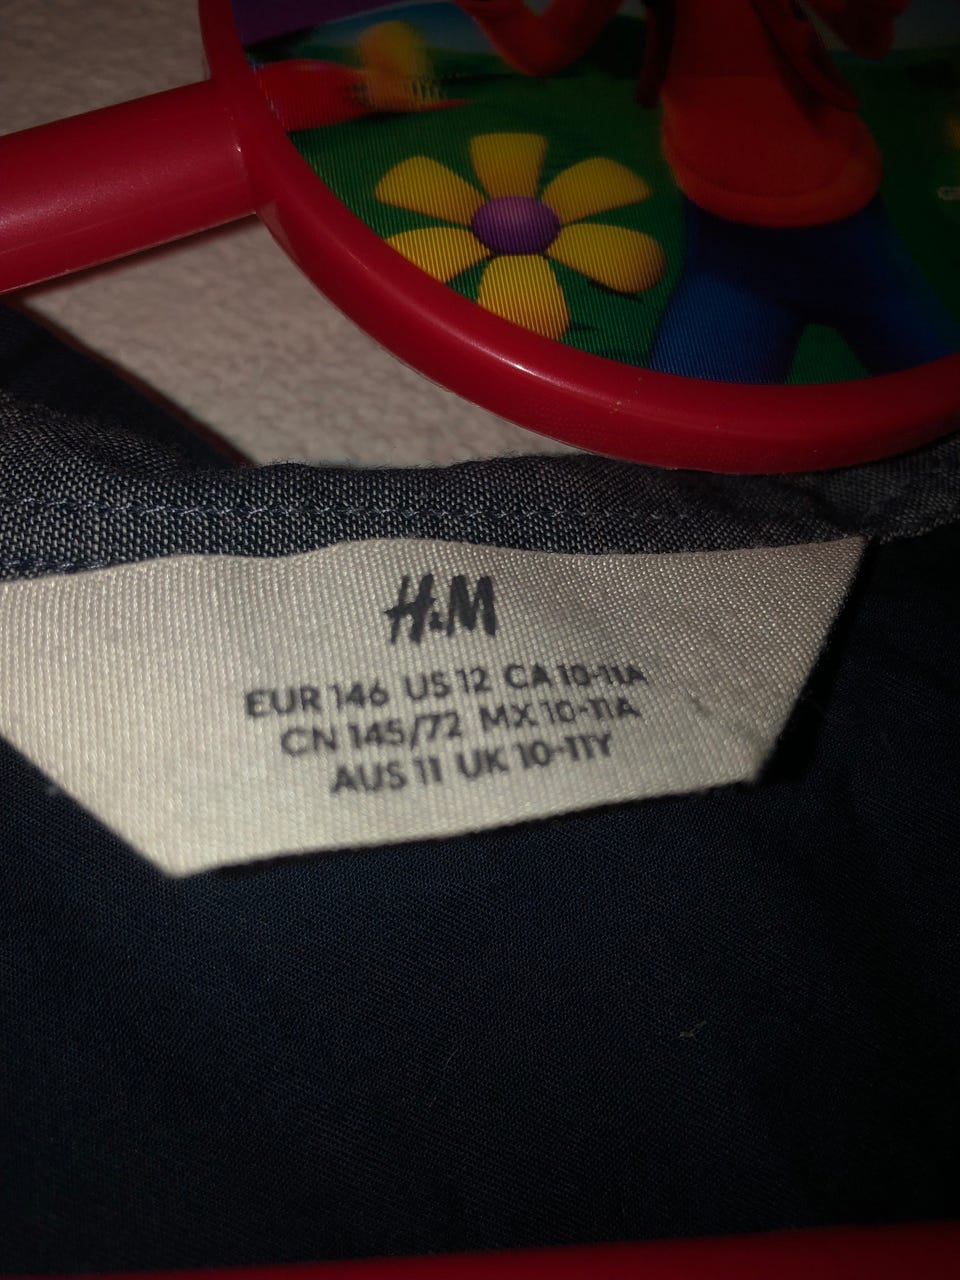 H&M
EUR 146 US 12 CA 10-11A
CN 145/72 MX 10-11A
AUS 11 UK 10-11Y